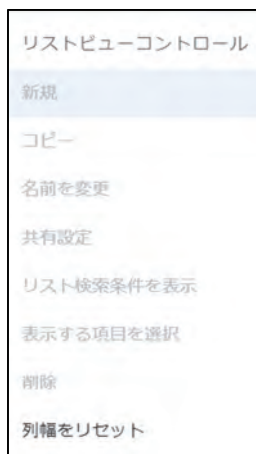 リストビューコントロール
新規
コピー
名前を変更
共有設定
リスト検索条件を表示
表示する項目を選択
削除
列幅をリセット